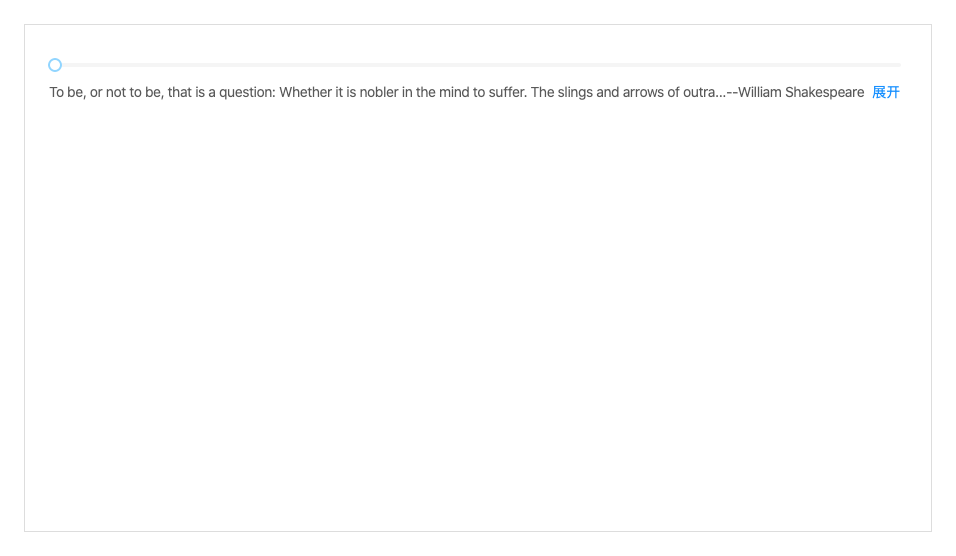 To be, or not to be, that is a question: Whether it is nobler in the mind to suffer. The slings and arrows of outra...--William Shakespeare 展开